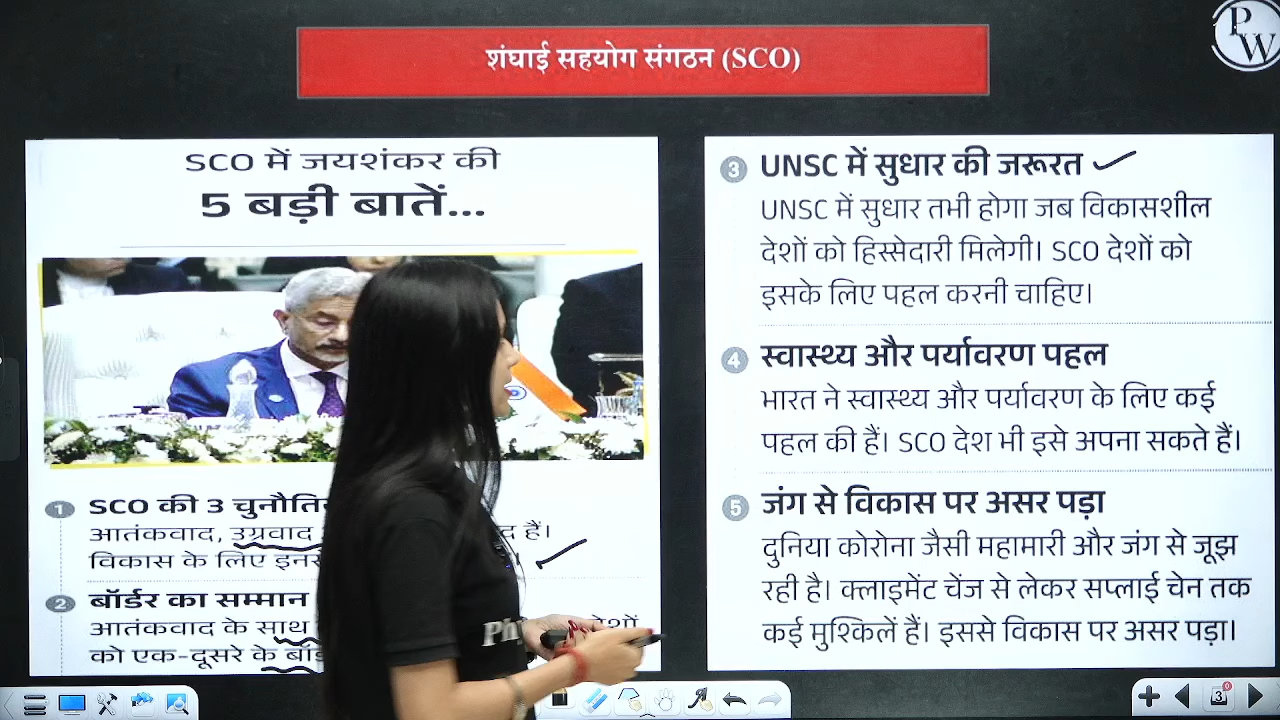 शंघाई सहयोग संगठन (SCO)
PW
SCO में जयशंकर की
5 बड़ी बातें...
1 SCO की 3
आतंकवाद, उग्रवाद हैं।
विकास के लिए
2 बॉर्डर का सम्मान
आतंकवाद के साथ
को एक-दूसरे के
3 UNSC में सुधार की जरूरत
UNSC में सुधार तभी होगा जब विकासशील
देशों को हिस्सेदारी मिलेगी। SCO देशों को
इसके लिए पहल करनी चाहिए।
4 स्वास्थ्य और पर्यावरण पहल
भारत ने स्वास्थ्य और पर्यावरण के लिए कई
पहल की हैं। SCO देश भी इसे अपना सकते हैं।
5 जंग से विकास पर असर पड़ा
दुनिया कोरोना जैसी महामारी और जंग से जूझ
रही है। क्लाइमेंट चेंज से लेकर सप्लाई चेन तक
कई मुश्किलें हैं। इससे विकास पर असर पड़ा।